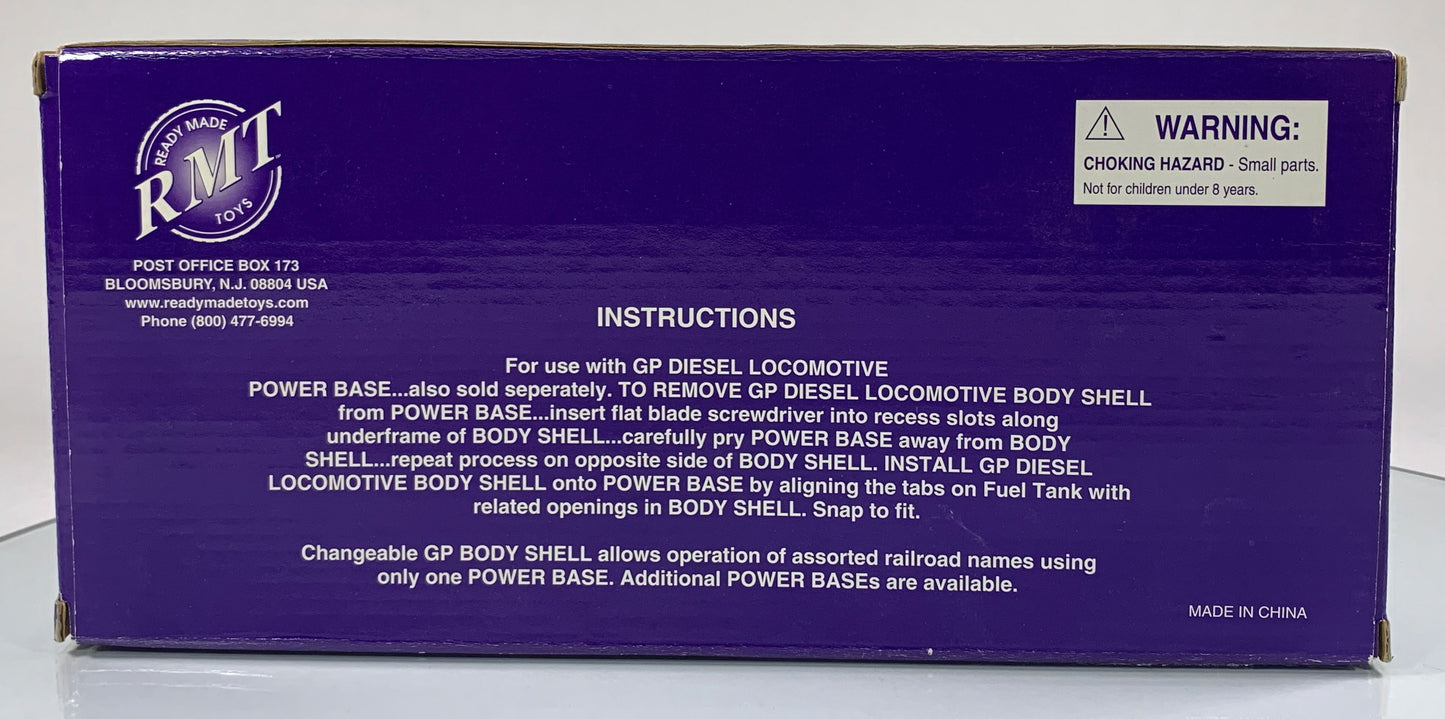 READY MADE
RMT™
TOYS
POST OFFICE BOX 173
BLOOMSBURY, N.J. 08804 USA
www.readymadetoys.com
Phone (800) 477-6994
WARNING:
CHOKING HAZARD - Small parts.
Not for children under 8 years.
INSTRUCTIONS
For use with GP DIESEL LOCOMOTIVE
POWER BASE...also sold seperately. TO REMOVE GP DIESEL LOCOMOTIVE BODY SHELL
from POWER BASE...insert flat blade screwdriver into recess slots along
underframe of BODY SHELL...carefully pry POWER BASE away from BODY
SHELL...repeat process on opposite side of BODY SHELL. INSTALL GP DIESEL
LOCOMOTIVE BODY SHELL onto POWER BASE by aligning the tabs on Fuel Tank with
related openings in BODY SHELL. Snap to fit.
Changeable GP BODY SHELL allows operation of assorted railroad names using
only one POWER BASE. Additional POWER BASEs are available.
MADE IN CHINA